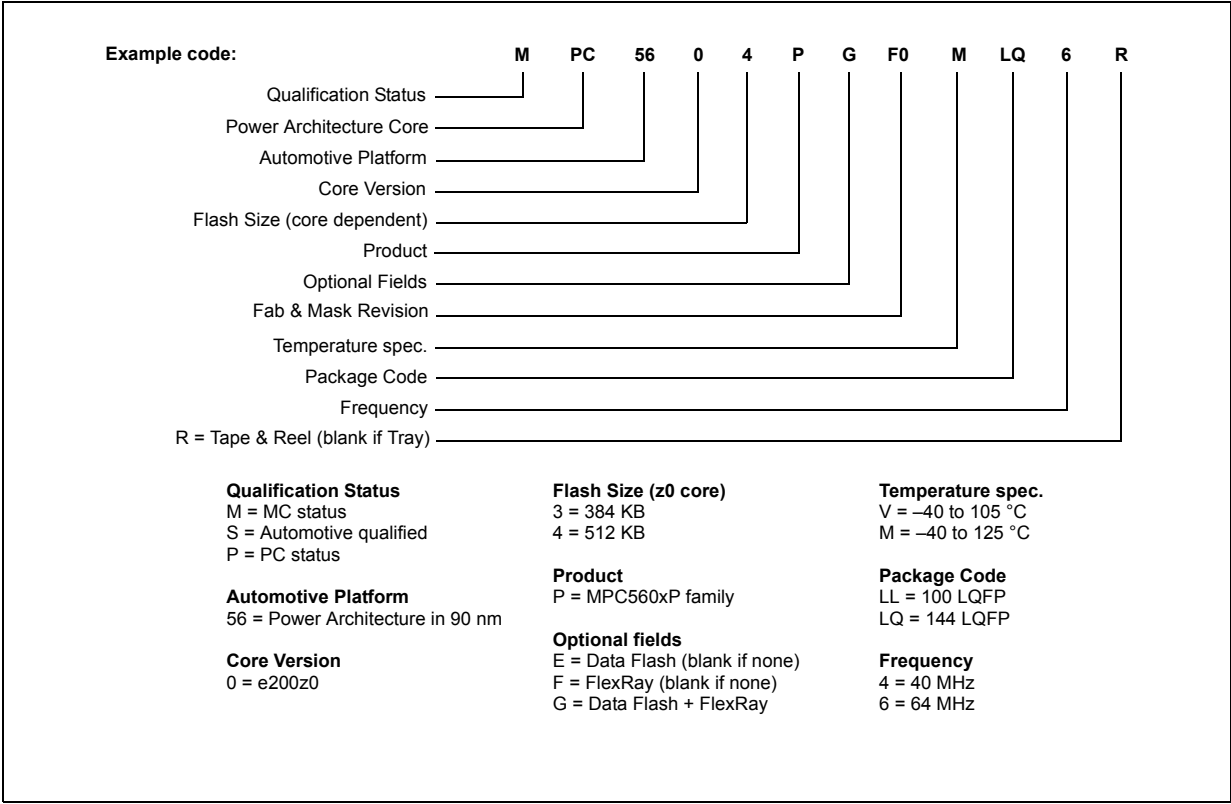 Example code: M PC 56 0 4 P G F0 M LQ 6 R
Qualification Status
Power Architecture Core
Automotive Platform
Core Version
Flash Size (core dependent)
Product
Optional Fields
Fab & Mask Revision
Temperature spec.
Package Code
Frequency
R = Tape & Reel (blank if Tray)
Qualification Status
M = MC status
S = Automotive qualified
P = PC status
Automotive Platform
56 = Power Architecture in 90 nm
Core Version
0 = e200z0
Flash Size (z0 core)
3 = 384 KB
4 = 512 KB
Product
P = MPC560xP family
Optional fields
E = Data Flash (blank if none)
F = FlexRay (blank if none)
G = Data Flash + FlexRay
Temperature spec.
V = –40 to 105 °C
M = –40 to 125 °C
Package Code
LL = 100 LQFP
LQ = 144 LQFP
Frequency
4 = 40 MHz
6 = 64 MHz